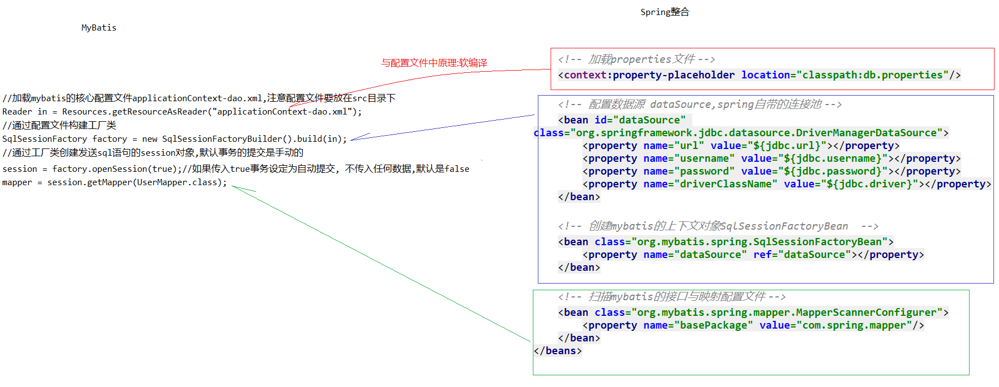 MyBatis
//加载mybatis的核心配置文件applicationContext-dao.xml,注意配置文件要放在src目录下
Reader in = Resources.getResourceAsReader("applicationContext-dao.xml");
//通过配置文件构建工厂类
SqlSessionFactory factory = new SqlSessionFactoryBuilder().build(in);
//通过工厂类创建发送sql语句的session对象,默认事务的提交是手动的
session = factory.openSession(true);//如果传入true事务设定为自动提交, 不传入任何数据,默认是false
mapper = session.getMapper(UserMapper.class);
与配置文件中原理:软编译
Spring整合
<!-- 加载properties文件 -->
<context:property-placeholder location="classpath:db.properties"/>
<!-- 配置数据源 dataSource,spring自带的连接池 -->
<bean id="dataSource"
class="org.springframework.jdbc.datasource.DriverManagerDataSource">
<property name="url" value="${jdbc.url}"></property>
<property name="username" value="${jdbc.username}"></property>
<property name="password" value="${jdbc.password}"></property>
<property name="driverClassName" value="${jdbc.driver}"></property>
</bean>
<!-- 创建mybatis的上下文对象SqlSessionFactoryBean  -->
<bean class="org.mybatis.spring.SqlSessionFactoryBean">
<property name="dataSource" ref="dataSource"></property>
</bean>
<!-- 扫描mybatis的接口与映射配置文件 -->
<bean class="org.mybatis.spring.mapper.MapperScannerConfigurer">
<property name="basePackage" value="com.spring.mapper"/>
</bean>
</beans>